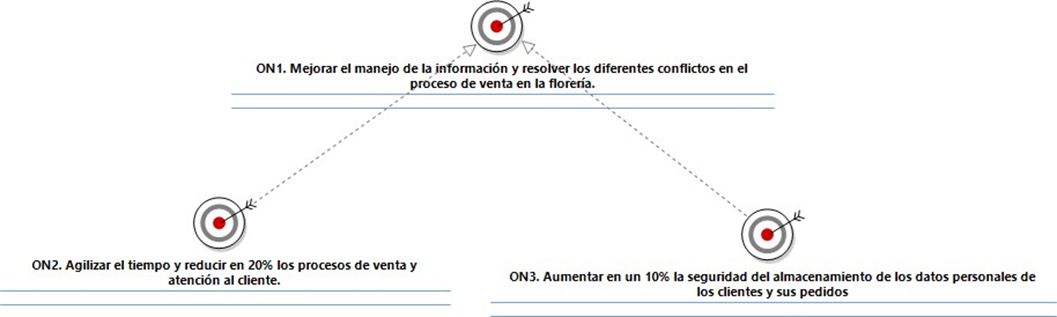 ON1. Mejorar el manejo de la información y resolver los diferentes conflictos en el
proceso de venta en la florería.
ON2. Agilizar el tiempo y reducir en 20% los procesos de venta y
atención al cliente.
ON3. Aumentar en un 10% la seguridad del almacenamiento de los datos personales de
los clientes y sus pedidos